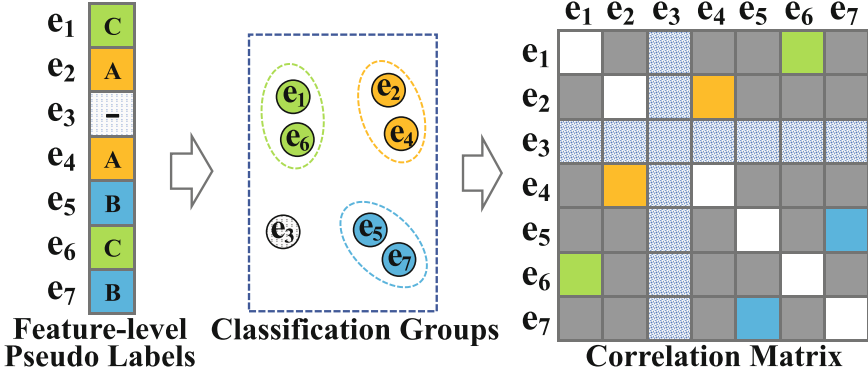 e1 C
e2 A
e3 -
e4 A
e5 B
e6 C
e7 B
Feature-level
Pseudo Labels
e1
e6
e2
e4
e3
e5
e7
Classification Groups
e1 e2 e3 e4 e5 e6 e7
e1
e2
e3
e4
e5
e6
e7
Correlation Matrix